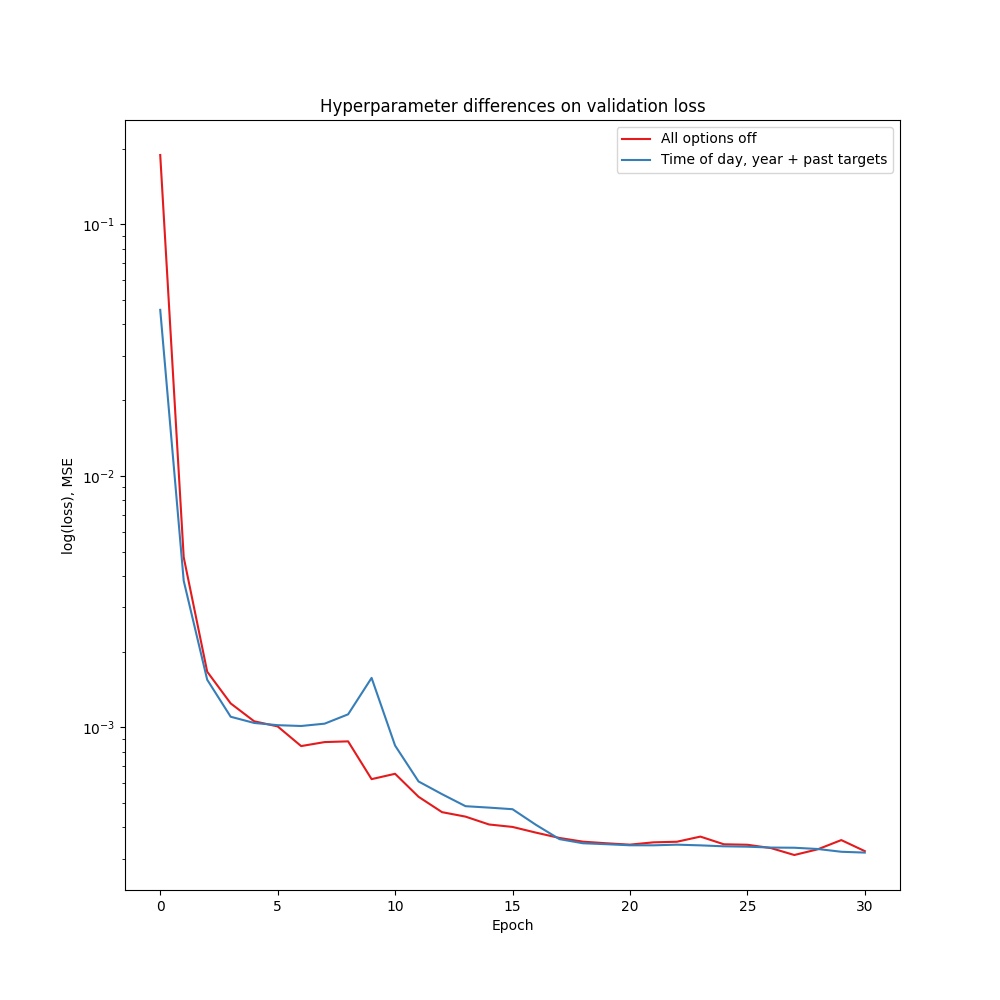 Hyperparameter differences on validation loss
All options off
Time of day, year + past targets
10⁻¹
10⁻²
10⁻³
log(loss), MSE
0 5 10 15 20 25 30
Epoch